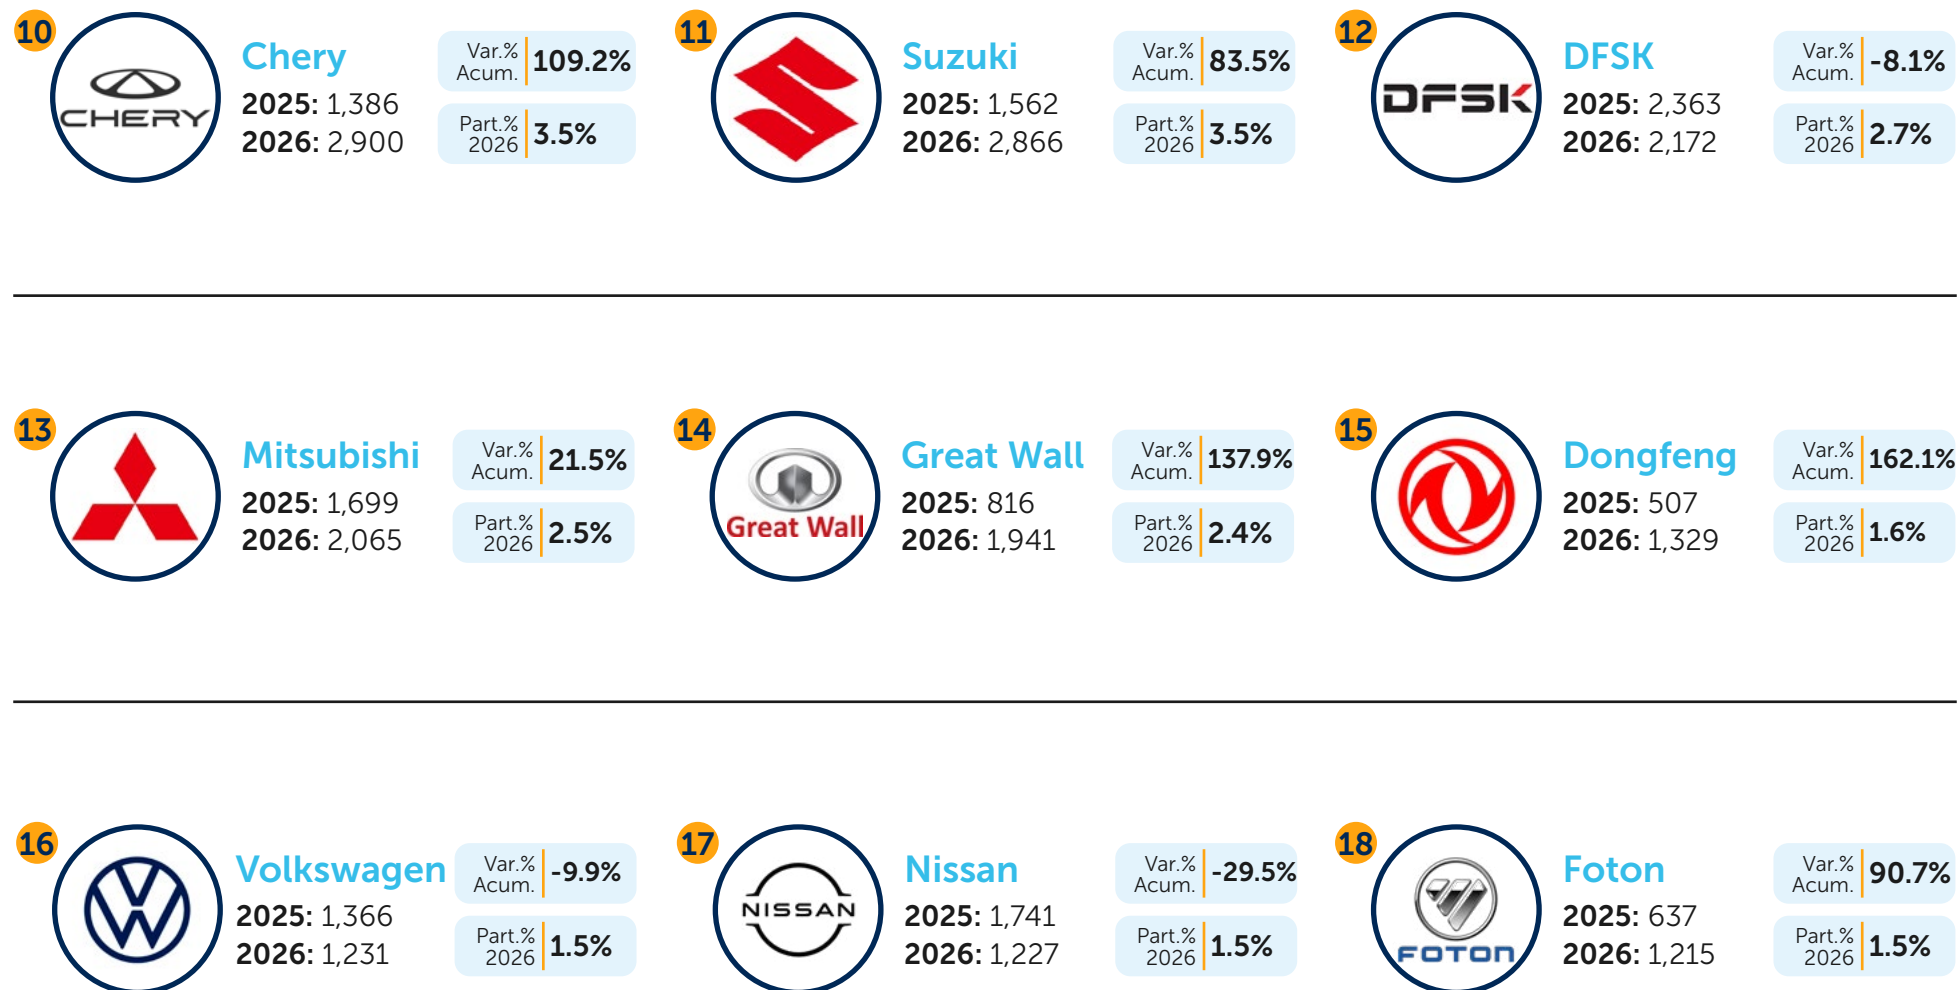 10
CHERY
Chery
2025: 1,386
2026: 2,900
Var.%
Acum.
109.2%
Part.%
2026
3.5%
11
Suzuki
2025: 1,562
2026: 2,866
Var.%
Acum.
83.5%
Part.%
2026
3.5%
12
DFSK
DFSK
2025: 2,363
2026: 2,172
Var.%
Acum.
-8.1%
Part.%
2026
2.7%
13
Mitsubishi
2025: 1,699
2026: 2,065
Var.%
Acum.
21.5%
Part.%
2026
2.5%
14
Great Wall
Great Wall
2025: 816
2026: 1,941
Var.%
Acum.
137.9%
Part.%
2026
2.4%
15
Dongfeng
2025: 507
2026: 1,329
Var.%
Acum.
162.1%
Part.%
2026
1.6%
16
Volkswagen
2025: 1,366
2026: 1,231
Var.%
Acum.
-9.9%
Part.%
2026
1.5%
17
NISSAN
Nissan
2025: 1,741
2026: 1,227
Var.%
Acum.
-29.5%
Part.%
2026
1.5%
18
FOTON
Foton
2025: 637
2026: 1,215
Var.%
Acum.
90.7%
Part.%
2026
1.5%